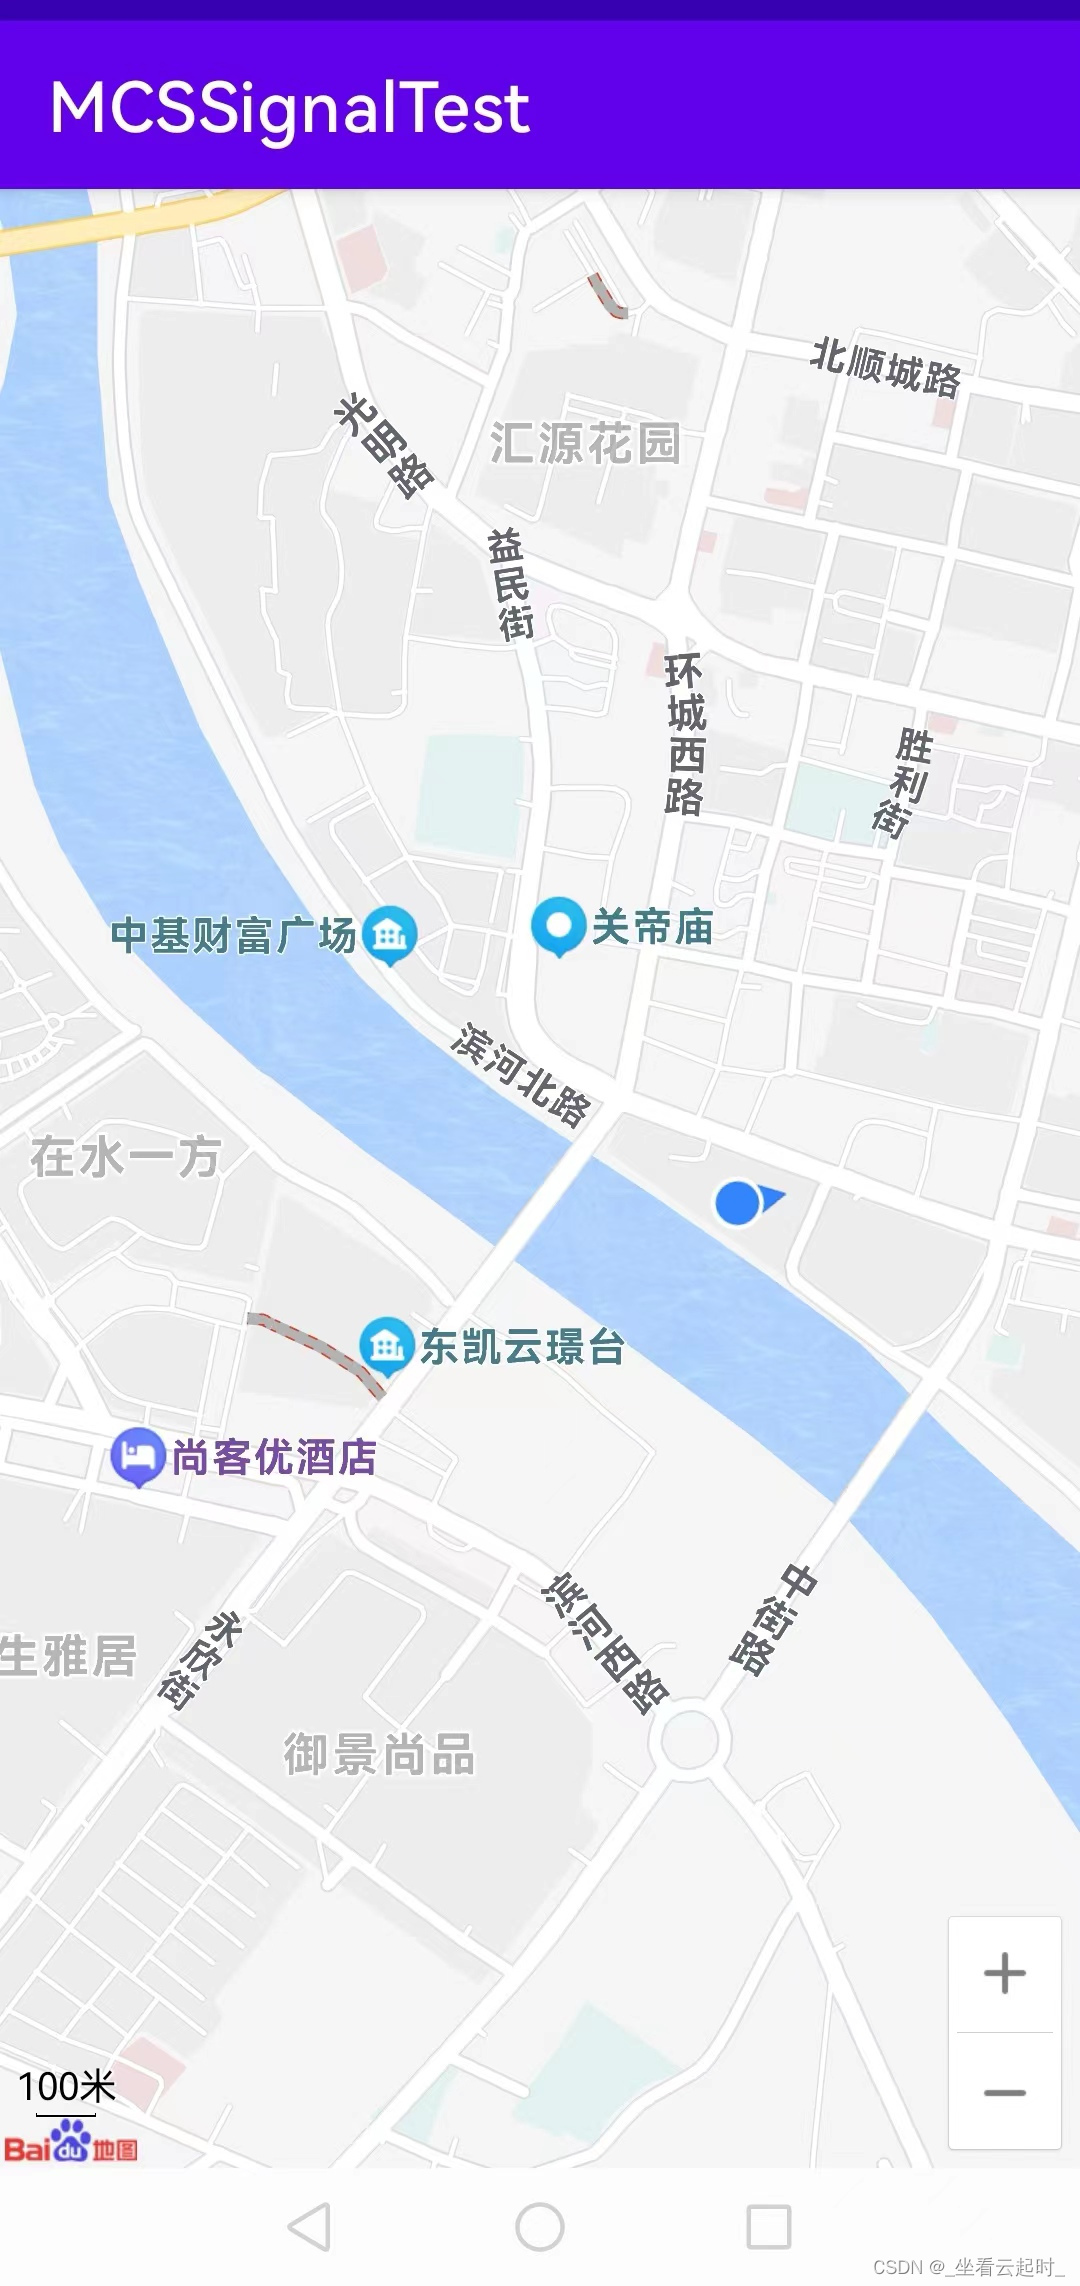 MCSSignalTest
北顺城路
光明路
汇源花园
益民街
环城西路
胜利街
中基财富广场
关帝庙
滨河北路
在水一方
东凯云璟台
尚客优酒店
滨河西路
中街路
永欣街
生雅居
御景尚品
100米
Bai du 地图
CSDN @_坐看云起时_